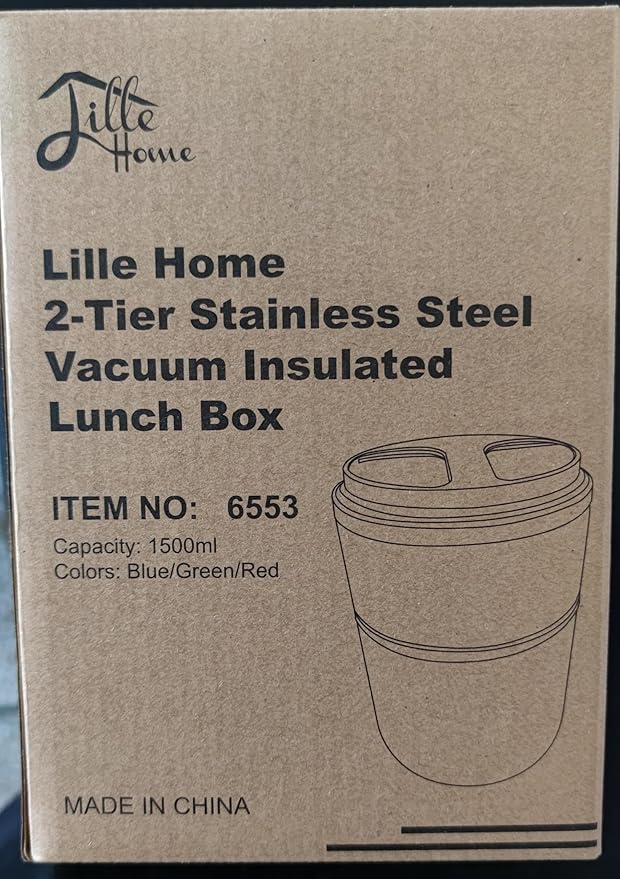 Lille
Home
Lille Home
2-Tier Stainless Steel
Vacuum Insulated
Lunch Box
ITEM NO: 6553
Capacity: 1500ml
Colors: Blue/Green/Red
MADE IN CHINA